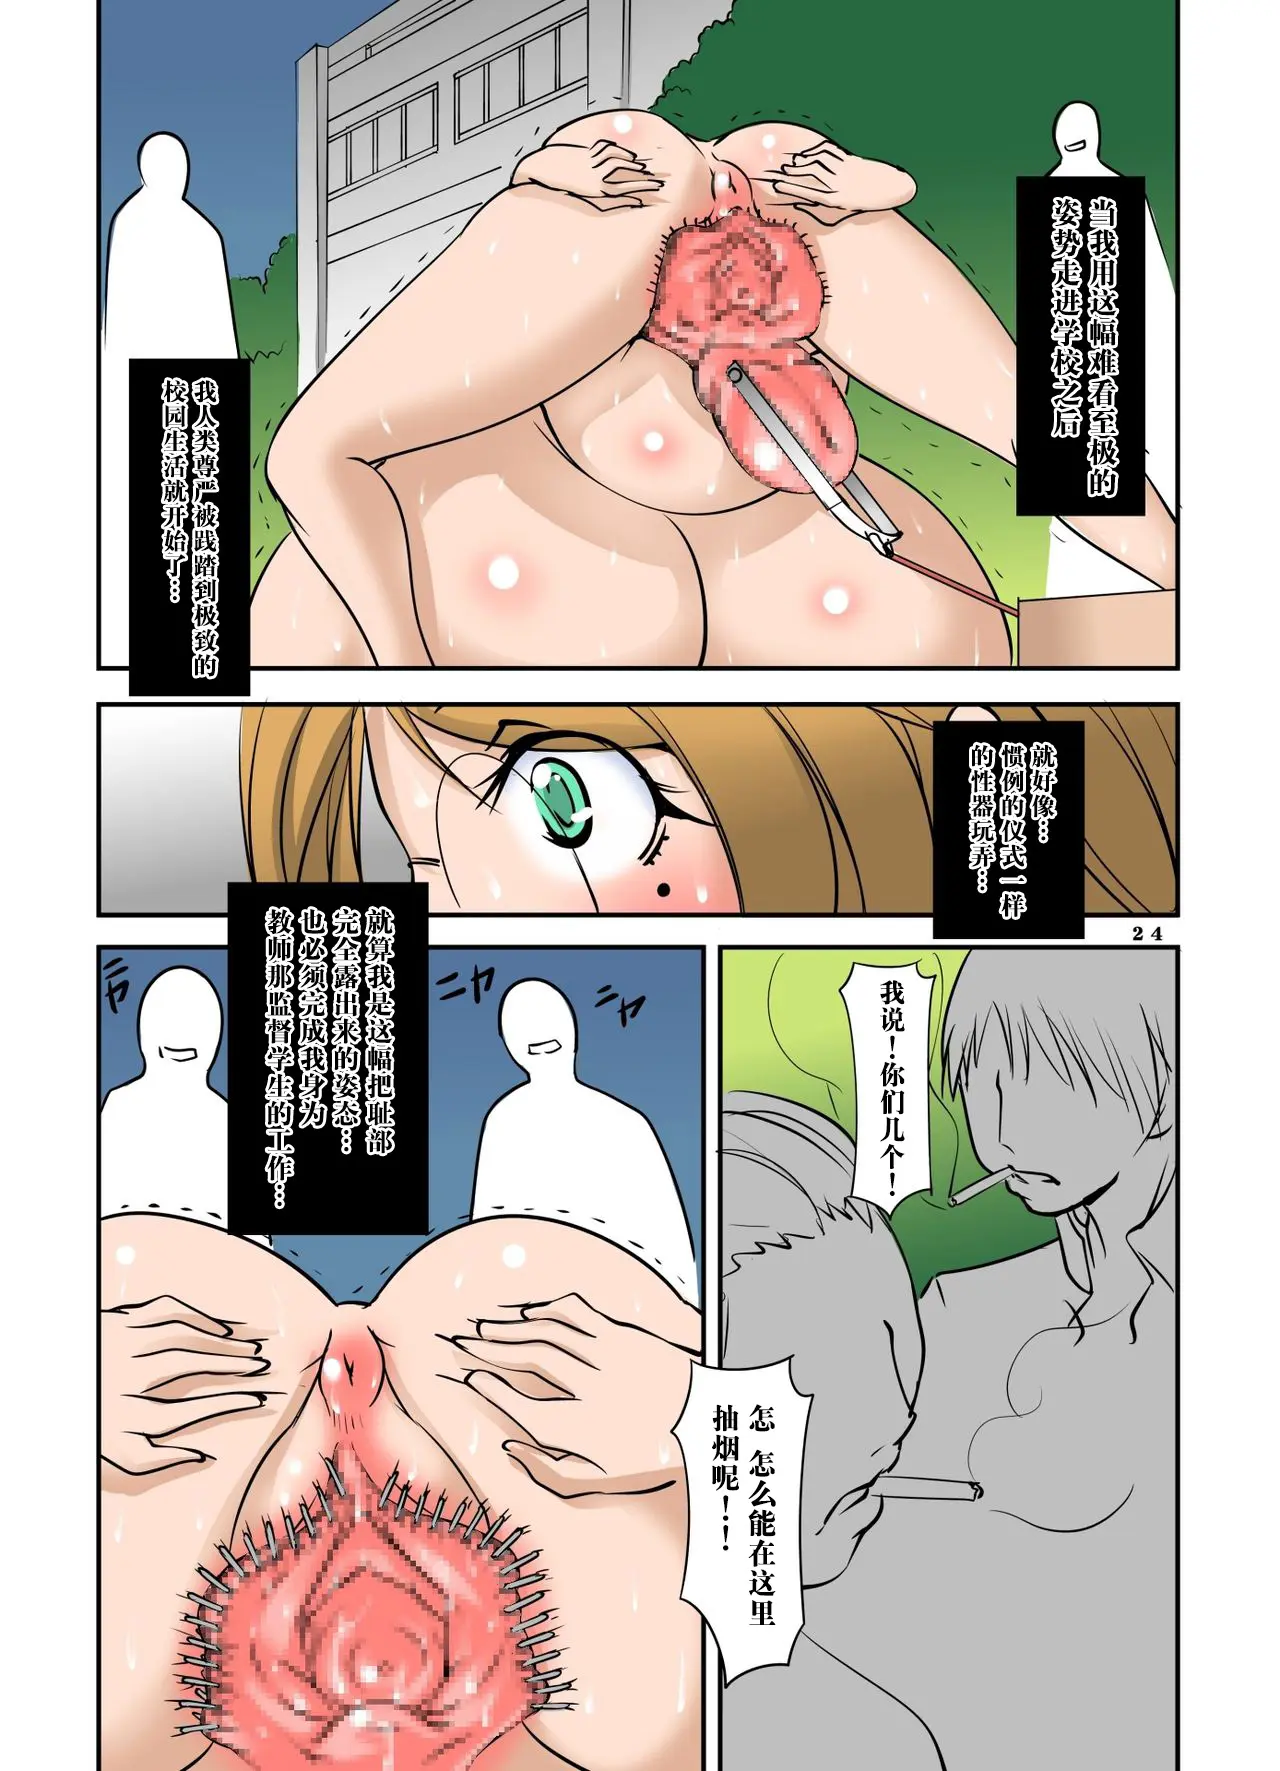 当我用这幅难看至极的
姿势走进学校之后
我人类尊严被践踏到极致的
校园生活就开始了…
就好像…
惯例的仪式一样
的性器玩弄…
24
我说！你们几个！
怎 怎么能在这里
抽烟呢！！
就算我是这幅把耻部
完全露出来的姿态…
也必须完成我身为
教师那监督学生的工作…
ニヤ
ニヤ